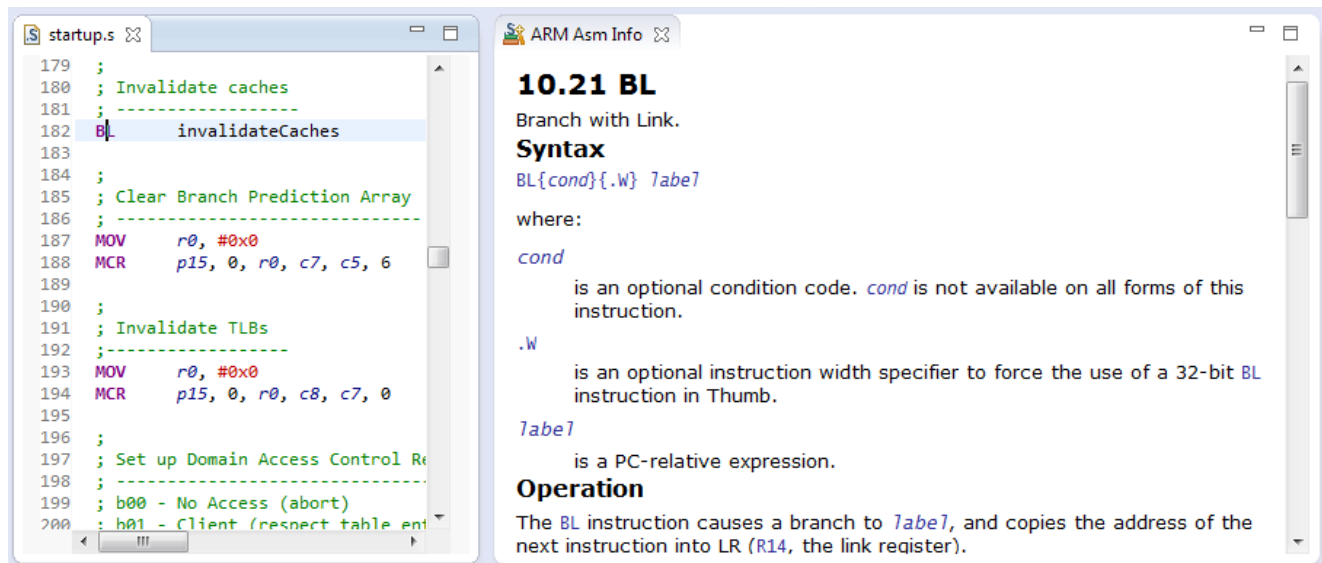 startup.s
179 ;
180 ; Invalidate caches
181 ; ------------------
182 BL invalidateCaches
183
184 ;
185 ; Clear Branch Prediction Array
186 ; ------------------------------
187 MOV r0, #0x0
188 MCR p15, 0, r0, c7, c5, 6
189
190 ;
191 ; Invalidate TLBs
192 ;------------------
193 MOV r0, #0x0
194 MCR p15, 0, r0, c8, c7, 0
195
196 ;
197 ; Set up Domain Access Control Re
198 ; -------------------------------
199 ; b00 - No Access (abort)
200 ; b01 - Client (respect table ent
ARM Asm Info
10.21 BL
Branch with Link.
Syntax
BL{cond}{.W} label
where:
cond
is an optional condition code. cond is not available on all forms of this
instruction.
.W
is an optional instruction width specifier to force the use of a 32-bit BL
instruction in Thumb.
label
is a PC-relative expression.
Operation
The BL instruction causes a branch to label, and copies the address of the
next instruction into LR (R14, the link register).